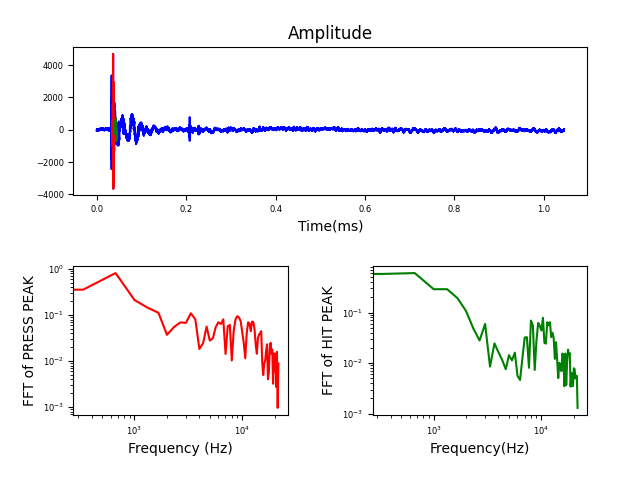 Amplitude
4000
2000
0
−2000
−4000
0.0 0.2 0.4 0.6 0.8 1.0
Time(ms)
FFT of PRESS PEAK
10⁰
10⁻¹
10⁻²
10⁻³
10³ 10⁴
Frequency (Hz)
FFT of HIT PEAK
10⁻¹
10⁻²
10⁻³
10³ 10⁴
Frequency(Hz)